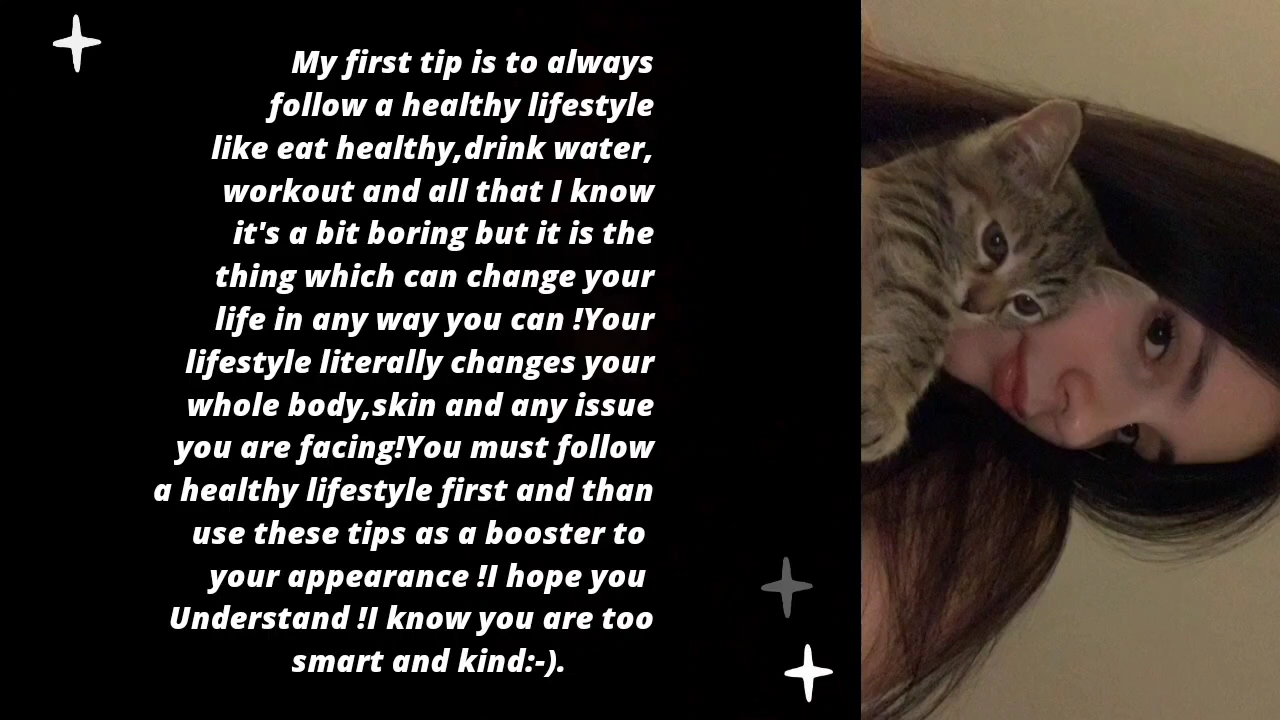 My first tip is to always
follow a healthy lifestyle
like eat healthy,drink water,
workout and all that I know
it's a bit boring but it is the
thing which can change your
life in any way you can !Your
lifestyle literally changes your
whole body,skin and any issue
you are facing!You must follow
a healthy lifestyle first and than
use these tips as a booster to
your appearance !I hope you
Understand !I know you are too
smart and kind:-).